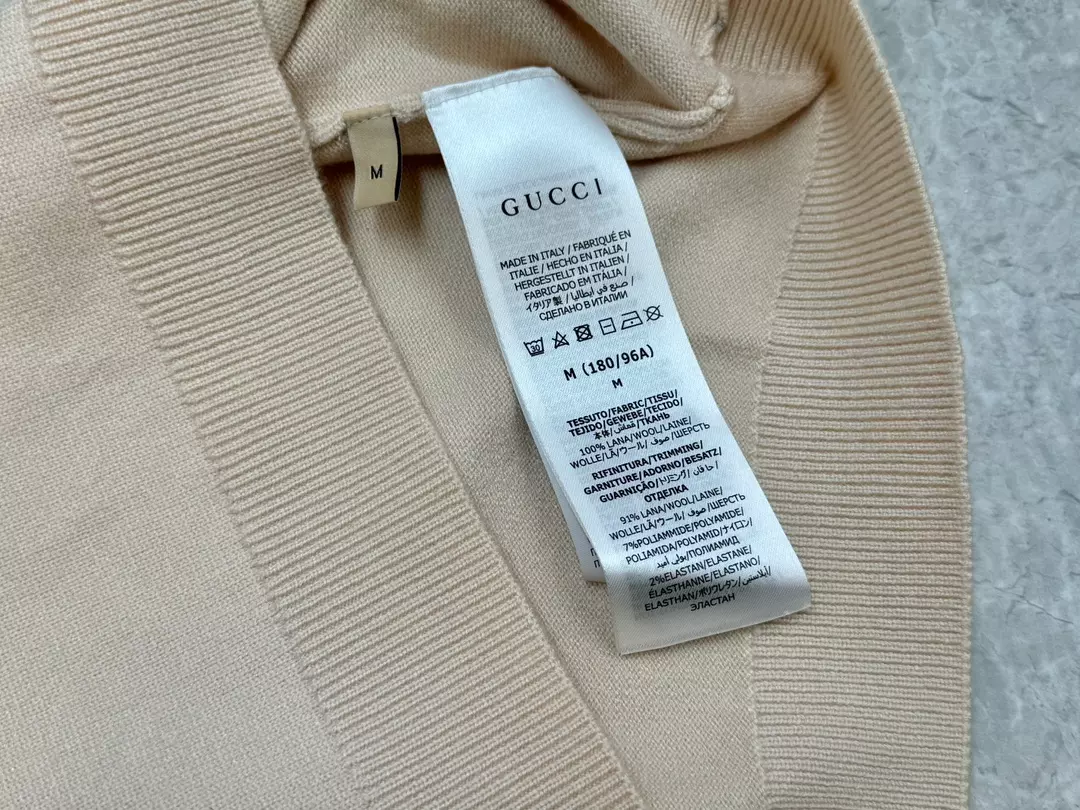 M
GUCCI
MADE IN ITALY / FABRIQUÉ EN
ITALIE / HECHO EN ITALIA /
HERGESTELLT IN ITALIEN /
FABRICADO EM ITÁLIA /
イタリア製 / صنع في ايطاليا /
СДЕЛАНО В ИТАЛИИ
30
M (180/96A)
M
TESSUTO/FABRIC/TISSU/
TEJIDO/GEWEBE/TECIDO/
本体/قماش/ТКАНЬ
100% LANA/WOOL/LAINE/
WOLLE/LÃ/ウール/ صوف /ШЕРСТЬ
RIFINITURA/TRIMMING/
GARNITURE/ADORNO/BESATZ/
GUARNIÇÃO/トリミング/ حافان /
ОТДЕЛКА
91% LANA/WOOL/LAINE/
WOLLE/LÃ/ウール/ صوف /ШЕРСТЬ
7%POLIAMMIDE/POLYAMIDE/
POLIAMIDA/POLYAMID/ナイロン/
بولي أميد/ПОЛИАМИД
2%ELASTAN/ELASTANE/
ÉLASTHANNE/ELASTANO/
ELASTHAN/ポリウレタン/إيلاستين/
ЭЛАСТАН